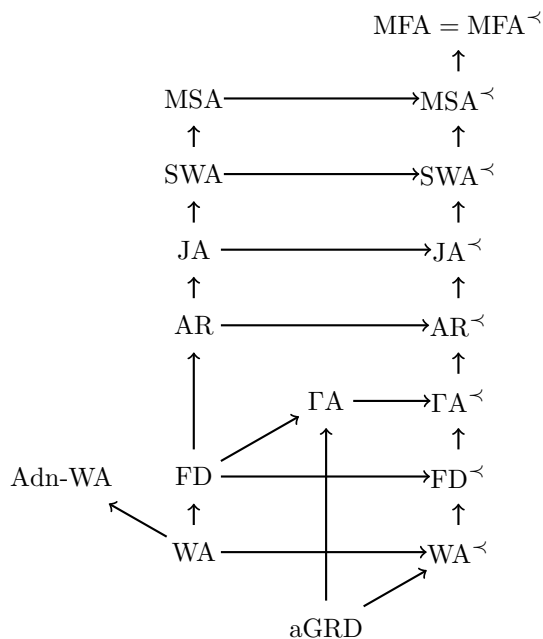 MFA = MFA≺
MSA MSA≺
SWA SWA≺
JA JA≺
AR AR≺
ΓA ΓA≺
Adn-WA FD FD≺
WA WA≺
aGRD